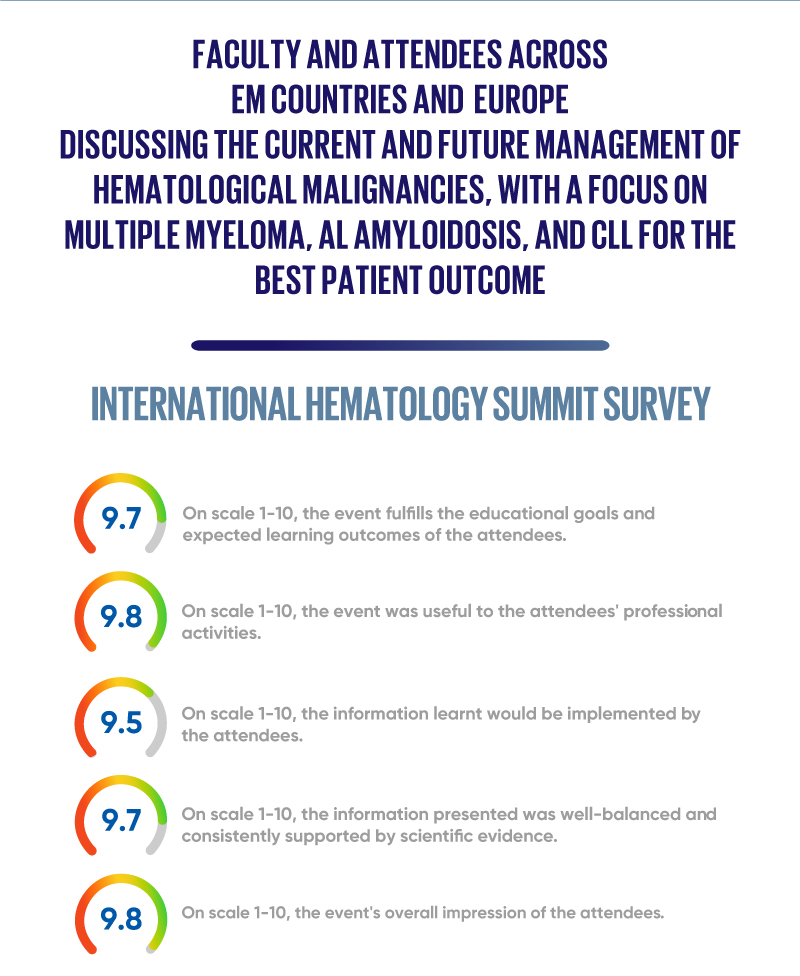 FACULTY AND ATTENDEES ACROSS
EM COUNTRIES AND EUROPE
DISCUSSING THE CURRENT AND FUTURE MANAGEMENT OF
HEMATOLOGICAL MALIGNANCIES, WITH A FOCUS ON
MULTIPLE MYELOMA, AL AMYLOIDOSIS, AND CLL FOR THE
BEST PATIENT OUTCOME
INTERNATIONAL HEMATOLOGY SUMMIT SURVEY
9.7
On scale 1-10, the event fulfills the educational goals and
expected learning outcomes of the attendees.
9.8
On scale 1-10, the event was useful to the attendees' professional
activities.
9.5
On scale 1-10, the information learnt would be implemented by
the attendees.
9.7
On scale 1-10, the information presented was well-balanced and
consistently supported by scientific evidence.
9.8
On scale 1-10, the event's overall impression of the attendees.